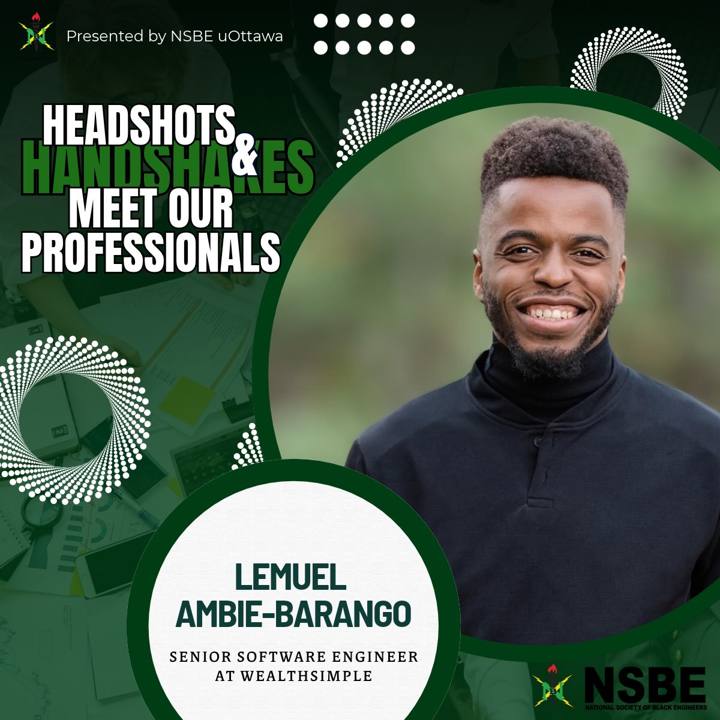 Presented by NSBE uOttawa
HEADSHOTS
&
HANDSHAKES
MEET OUR
PROFESSIONALS
LEMUEL
AMBIE-BARANGO
SENIOR SOFTWARE ENGINEER
AT WEALTHSIMPLE
NSBE
NATIONAL SOCIETY OF BLACK ENGINEERS